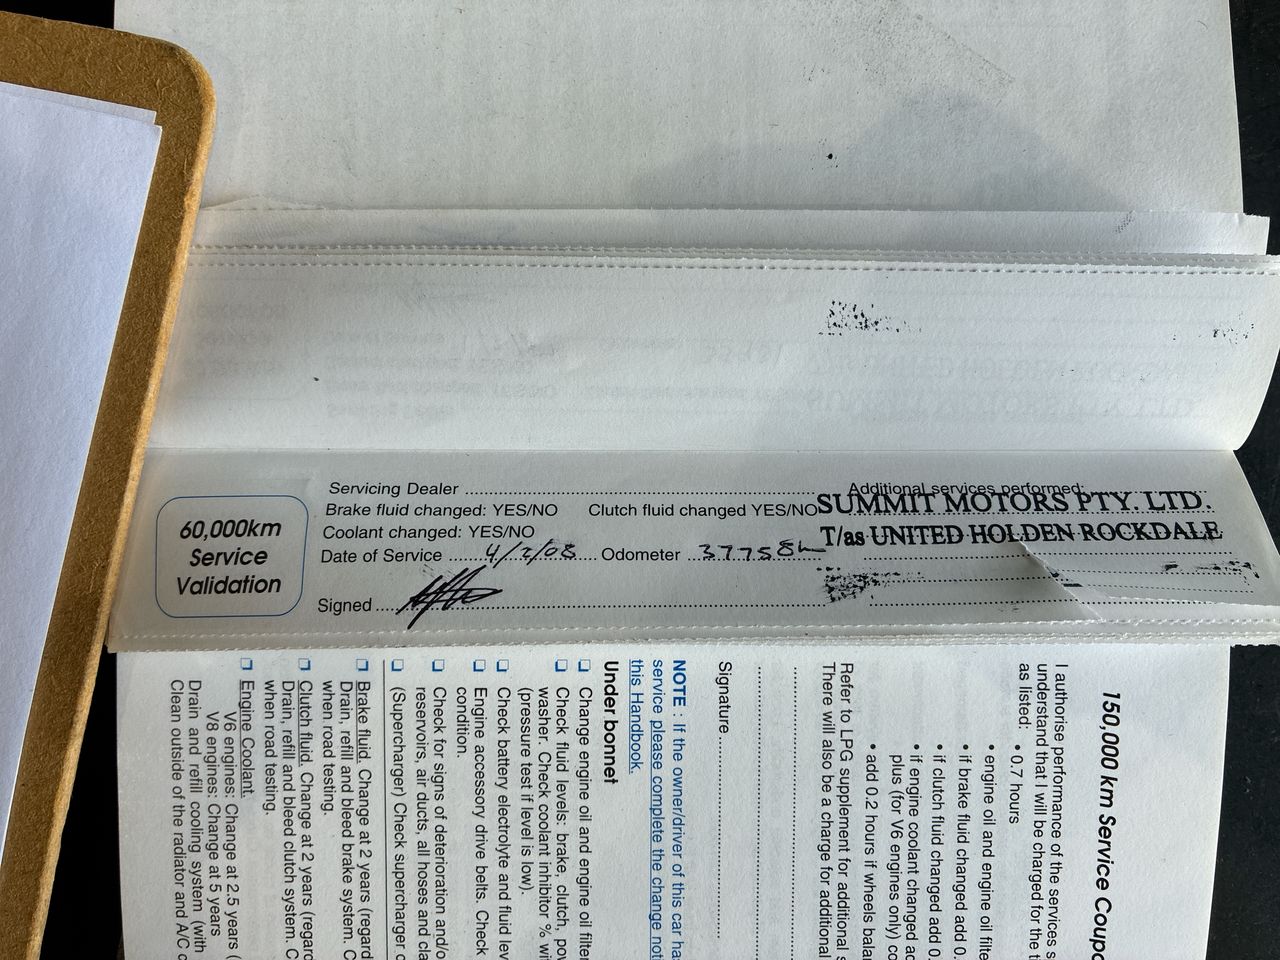 60,000km
Service
Validation
Servicing Dealer
Additional services performed:
Brake fluid changed: YES/NO Clutch fluid changed YES/NO
SUMMIT MOTORS PTY. LTD.
Coolant changed: YES/NO
T/as UNITED HOLDEN ROCKDALE
Date of Service 4/2/08 Odometer 37758
Signed
150,000 km Service Coupo
I authorise performance of the services s
understand that I will be charged for the t
as listed:
• 0.7 hours
• engine oil and engine oil filte
• if brake fluid changed add 0.
• if clutch fluid changed add 0.
• if engine coolant changed ac
plus (for V6 engines only) co
• add 0.2 hours if wheels balan
Refer to LPG supplement for additional s
There will also be a charge for additional
Signature
NOTE : If the owner/driver of this car ha
service please complete the change not
this Handbook.
Under bonnet
❏ Change engine oil and engine oil filter
❏ Check fluid levels: brake, clutch, pow
washer. Check coolant inhibitor % wi
(pressure test if level is low).
❏ Check battery electrolyte and fluid lev
❏ Engine accessory drive belts. Check
condition.
❏ Check for signs of deterioration and/o
reservoirs, air ducts, all hoses and cla
❏ (Supercharger) Check supercharger o
❏ Brake fluid. Change at 2 years (regard
Drain, refill and bleed brake system. C
when road testing.
❏ Clutch fluid. Change at 2 years (regard
Drain, refill and bleed clutch system. C
when road testing.
❏ Engine Coolant.
V6 engines: Change at 2.5 years (
V8 engines: Change at 5 years
Drain and refill cooling system (with
Clean outside of the radiator and A/C c